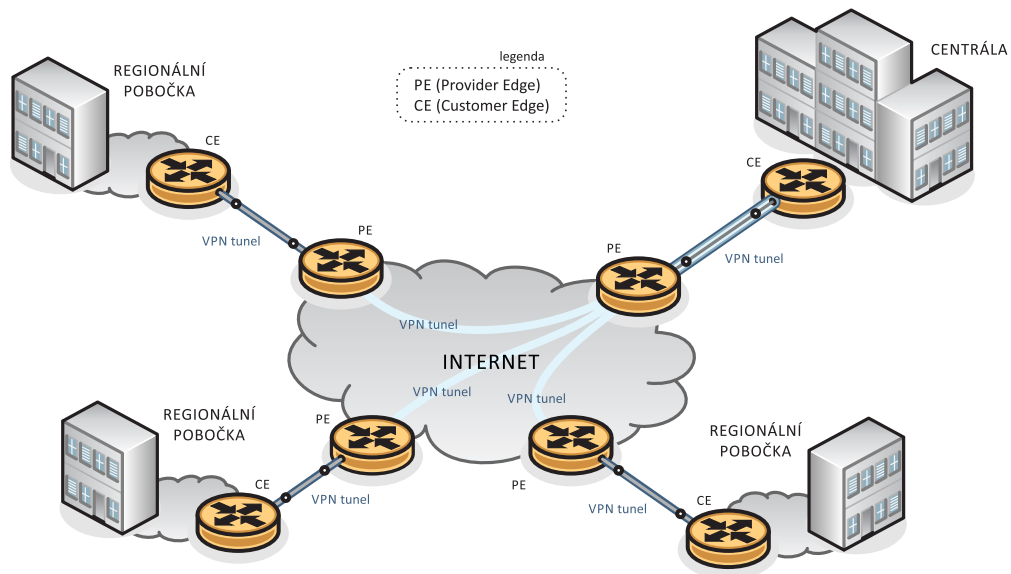 legenda
PE (Provider Edge)
CE (Customer Edge)
REGIONÁLNÍ
POBOČKA
CE
VPN tunel
PE
CENTRÁLA
CE
VPN tunel
PE
VPN tunel
INTERNET
VPN tunel
VPN tunel
REGIONÁLNÍ
POBOČKA
PE
CE
VPN tunel
REGIONÁLNÍ
POBOČKA
PE
VPN tunel
CE